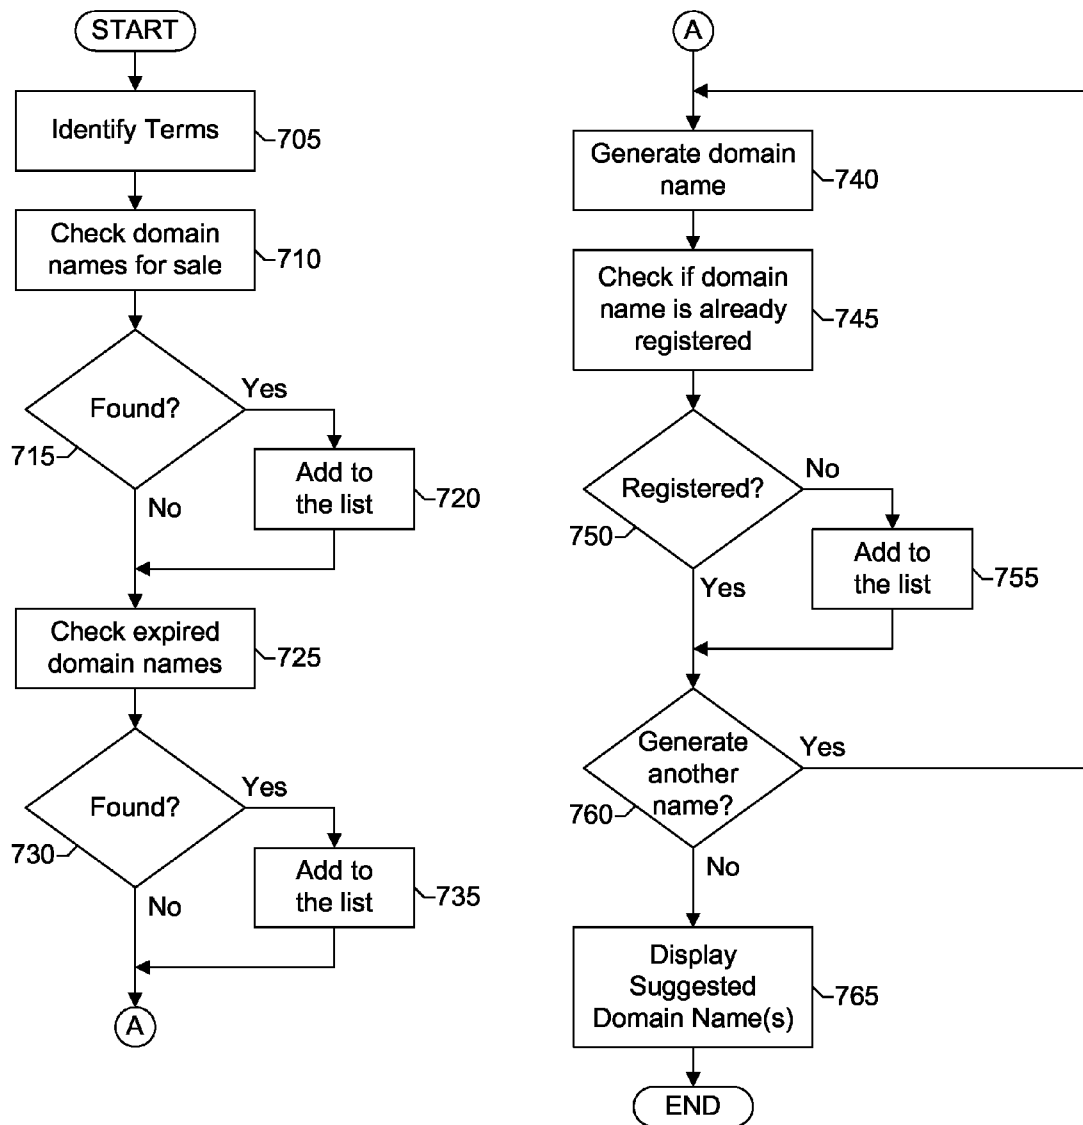 START
Identify Terms
705
Check domain
names for sale
710
Found?
Yes
715
No
Add to
the list
720
Check expired
domain names
725
Found?
Yes
730
No
Add to
the list
735
A
A
Generate domain
name
740
Check if domain
name is already
registered
745
Registered?
No
750
Yes
Add to
the list
755
Generate
another
name?
Yes
760
No
Display
Suggested
Domain Name(s)
765
END